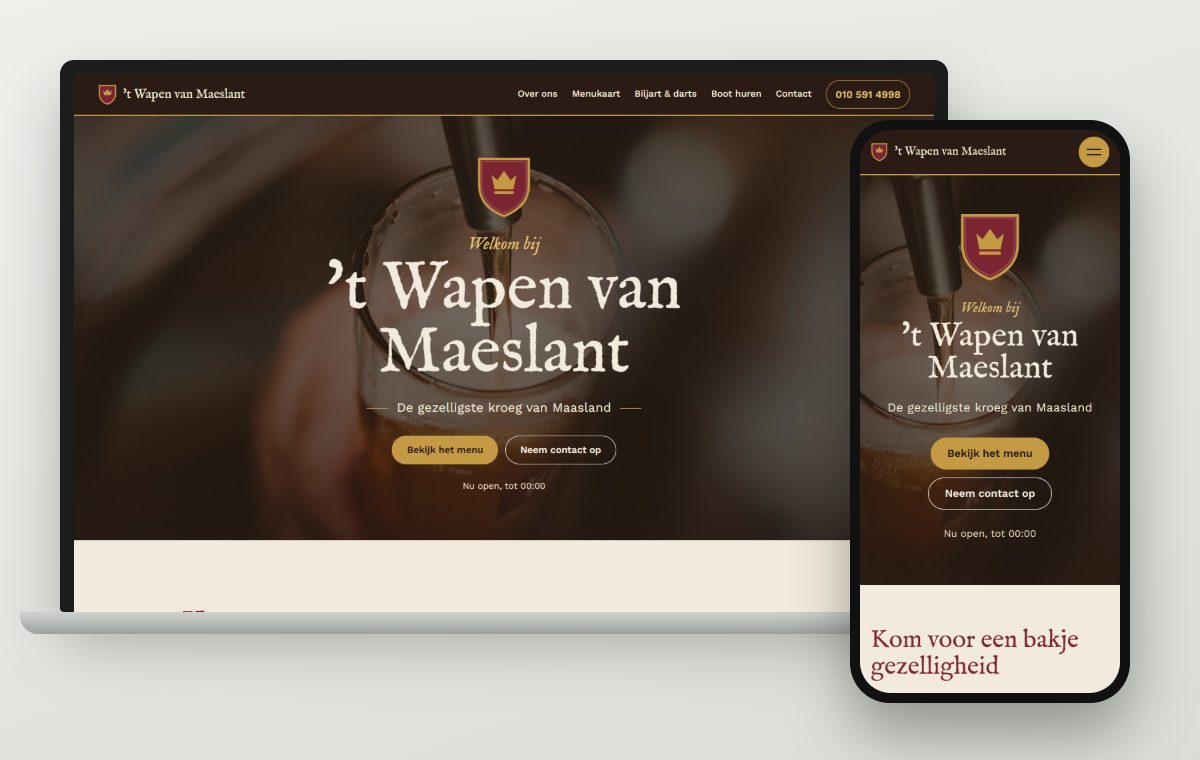 ’t Wapen van Maeslant
Over ons Menukaart Biljart & darts Boot huren Contact 010 591 4998
Welkom bij
’t Wapen van
Maeslant
De gezelligste kroeg van Maasland
Bekijk het menu Neem contact op
Nu open, tot 00:00
’t Wapen van Maeslant
Welkom bij
’t Wapen van
Maeslant
De gezelligste kroeg van Maasland
Bekijk het menu
Neem contact op
Nu open, tot 00:00
Kom voor een bakje
gezelligheid